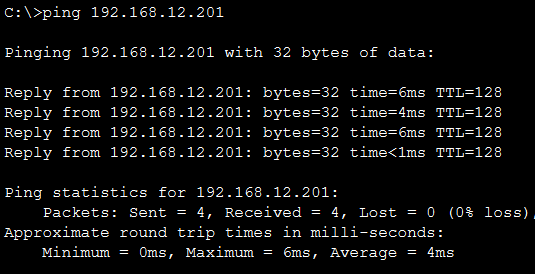 C:\>ping 192.168.12.201
Pinging 192.168.12.201 with 32 bytes of data:
Reply from 192.168.12.201: bytes=32 time=6ms TTL=128
Reply from 192.168.12.201: bytes=32 time=4ms TTL=128
Reply from 192.168.12.201: bytes=32 time=6ms TTL=128
Reply from 192.168.12.201: bytes=32 time<1ms TTL=128
Ping statistics for 192.168.12.201:
Packets: Sent = 4, Received = 4, Lost = 0 (0% loss),
Approximate round trip times in milli-seconds:
Minimum = 0ms, Maximum = 6ms, Average = 4ms